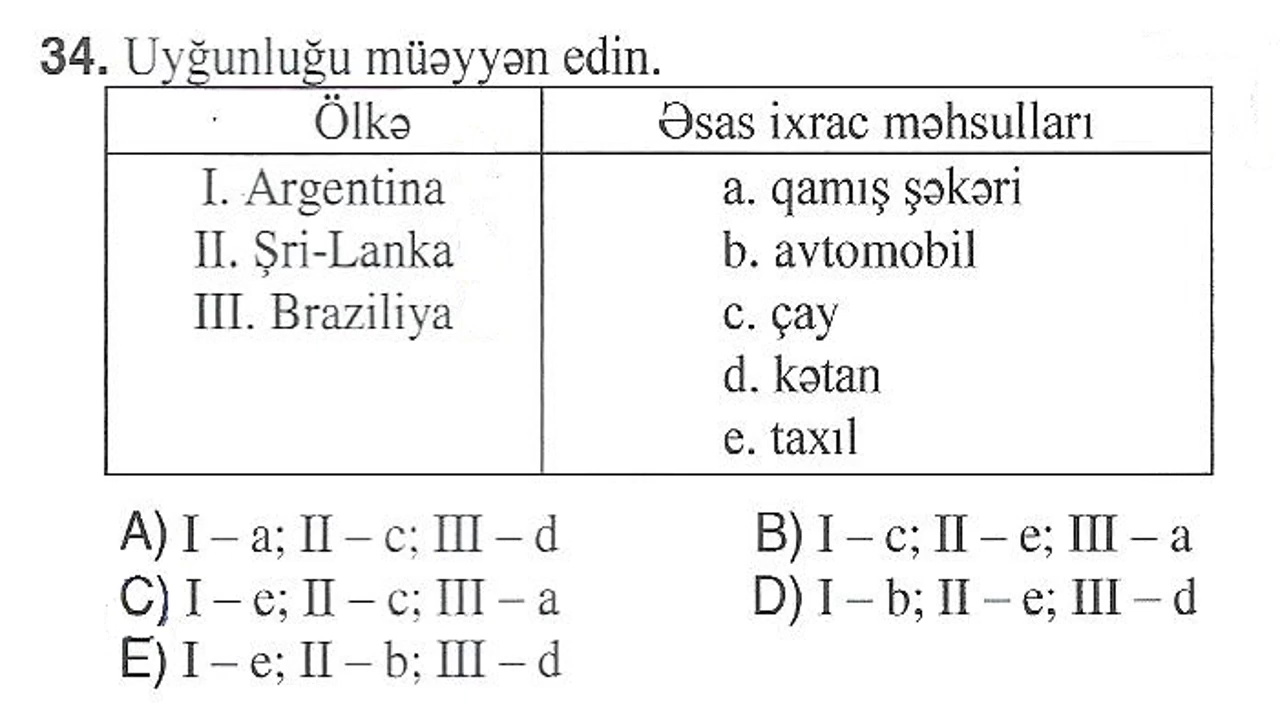 34. Uyğunluğu müəyyən edin.
Ölkə Əsas ixrac məhsulları
I. Argentina a. qamış şəkəri
II. Şri-Lanka b. avtomobil
III. Braziliya c. çay
d. kətan
e. taxıl
A) I – a; II – c; III – d B) I – c; II – e; III – a
C) I – e; II – c; III – a D) I – b; II – e; III – d
E) I – e; II – b; III – d